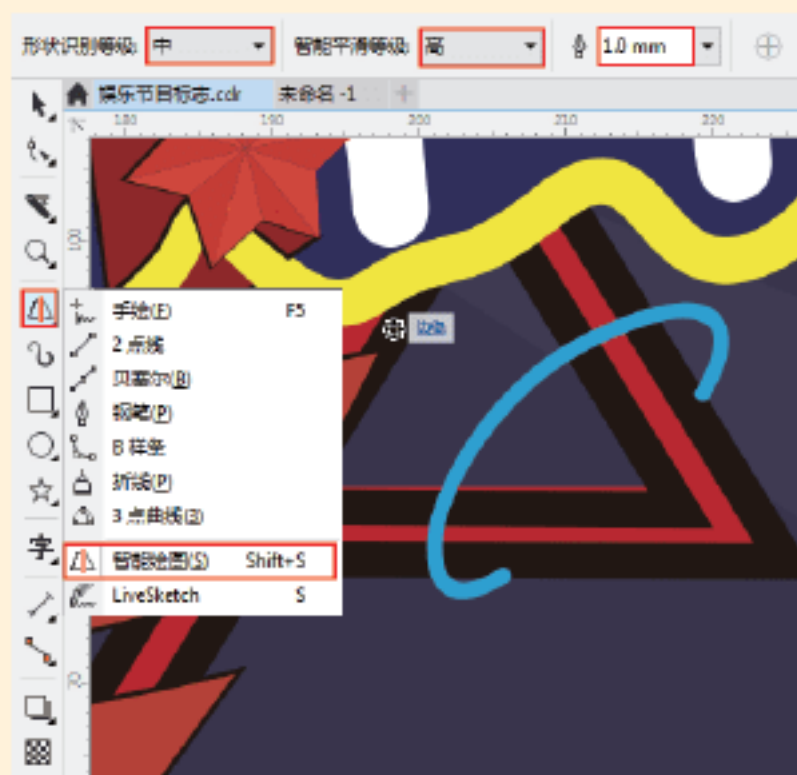 形状识别等级: 中 智能平滑等级: 高 1.0 mm
娱乐节目标志.cdr 未命名 -1
180 190 200 210 220
100
手绘(F) F5
2 点线
贝塞尔(B)
钢笔(P)
B 样条
折线(P)
3 点曲线(3)
智能绘图(S) Shift+S
LiveSketch S
边缘
字